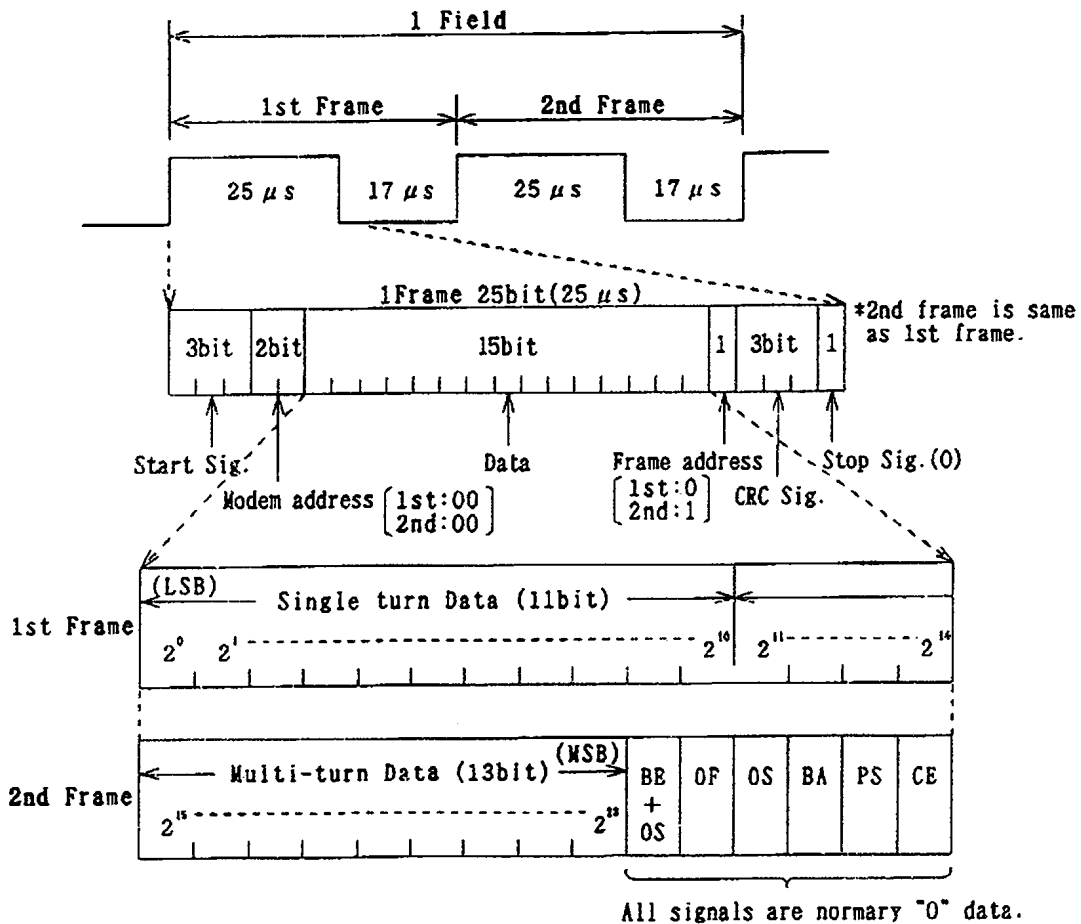 1 Field
1st Frame 2nd Frame
25 μs 17 μs 25 μs 17 μs
1Frame 25bit(25 μs)
*2nd frame is same
as 1st frame.
3bit 2bit 15bit 1 3bit 1
Start Sig. Data Frame address Stop Sig.(0)
Modem address [1st:00 2nd:00] [1st:0 2nd:1] CRC Sig.
(LSB)
Single turn Data (11bit)
1st Frame
2⁰ 2¹ 2¹⁰ 2¹¹ 2¹⁴
(MSB)
Multi-turn Data (13bit) BE + OS OF OS BA PS CE
2nd Frame
2¹⁵ 2²³
All signals are normary "0" data.